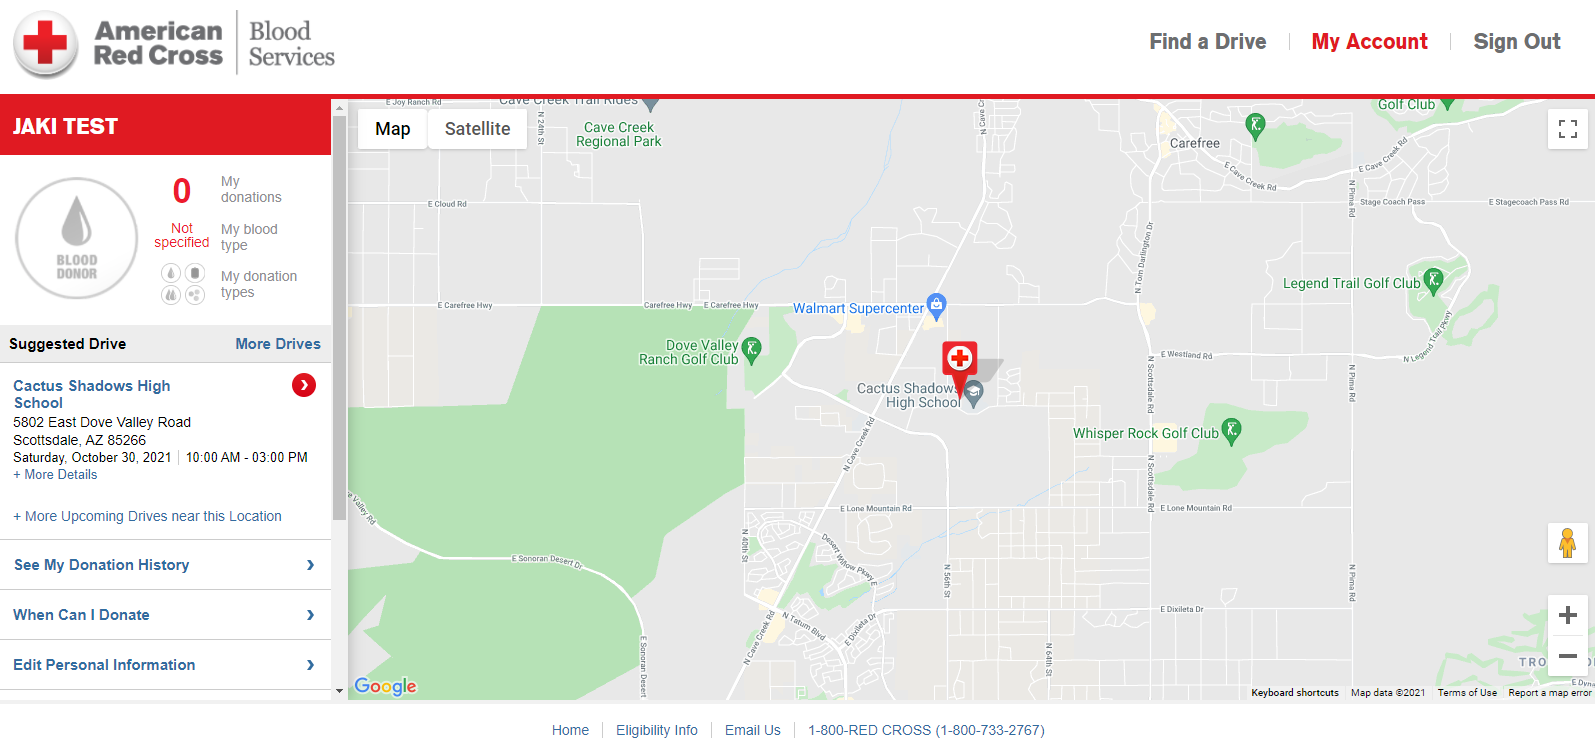 American
Red Cross
Blood
Services
Find a Drive
My Account
Sign Out
JAKI TEST
0
My
donations
Not
specified
My blood
type
BLOOD
DONOR
My donation
types
Suggested Drive
More Drives
Cactus Shadows High
School
5802 East Dove Valley Road
Scottsdale, AZ 85266
Saturday, October 30, 2021
10:00 AM - 03:00 PM
+ More Details
+ More Upcoming Drives near this Location
See My Donation History
When Can I Donate
Edit Personal Information
Map
Satellite
E Joy Ranch Rd
Cave Creek Trail Rides
N 24th St
Cave Creek
Regional Park
N Cave C
Golf Club
Carefree
E Cave Creek Rd
E Cave Creek Rd
N Pima Rd
Stage Coach Pass
E Stagecoach Pass Rd
E Cloud Rd
N Tom Darlington Dr
Legend Trail Golf Club
E Carefree Hwy
Carefree Hwy
E Carefree Hwy
Walmart Supercenter
N Legend Trail Pkwy
Dove Valley
Ranch Golf Club
E Westland Rd
N Scottsdale Rd
N Pima Rd
Cactus Shadows
High School
N Cave Creek Rd
Whisper Rock Golf Club
N Scottsdale Rd
e Valley Rd
E Lone Mountain Rd
E Lone Mountain Rd
N 40th St
Desert Willow Pkwy E
E Sonoran Desert Dr
N 56th St
N Pima Rd
N Cave Creek Rd
N Tatum Blvd
E Dixileta Dr
E Dixileta Dr
E Sonoran Desert
N 64th St
TRO
CON
E Dyna
Google
Keyboard shortcuts
Map data ©2021
Terms of Use
Report a map error
Home
Eligibility Info
Email Us
1-800-RED CROSS (1-800-733-2767)